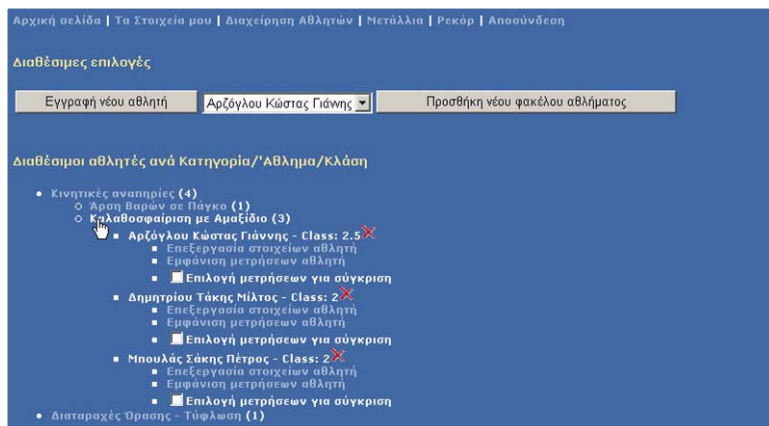 Αρχική σελίδα | Τα Στοιχεία μου | Διαχείρηση Αθλητών | Μετάλλια | Ρεκόρ | Αποσύνδεση
Διαθέσιμες επιλογές
Εγγραφή νέου αθλητή Αρζόγλου Κώστας Γιάννης Προσθήκη νέου φακέλου αθλήματος
Διαθέσιμοι αθλητές ανά Κατηγορία/'Αθλημα/Κλάση
Κινητικές αναπηρίες (4)
Άρση Βαρών σε Πάγκο (1)
Καλαθοσφαίριση με Αμαξίδιο (3)
Αρζόγλου Κώστας Γιάννης - Class: 2.5
Επεξεργασία στοιχείων αθλητή
Εμφάνιση μετρήσεων αθλητή
Επιλογή μετρήσεων για σύγκριση
Δημητρίου Τάκης Μίλτος - Class: 2
Επεξεργασία στοιχείων αθλητή
Εμφάνιση μετρήσεων αθλητή
Επιλογή μετρήσεων για σύγκριση
Μπουλάς Σάκης Πέτρος - Class: 2
Επεξεργασία στοιχείων αθλητή
Εμφάνιση μετρήσεων αθλητή
Επιλογή μετρήσεων για σύγκριση
Διαταραχές Όρασης - Τύφλωση (1)